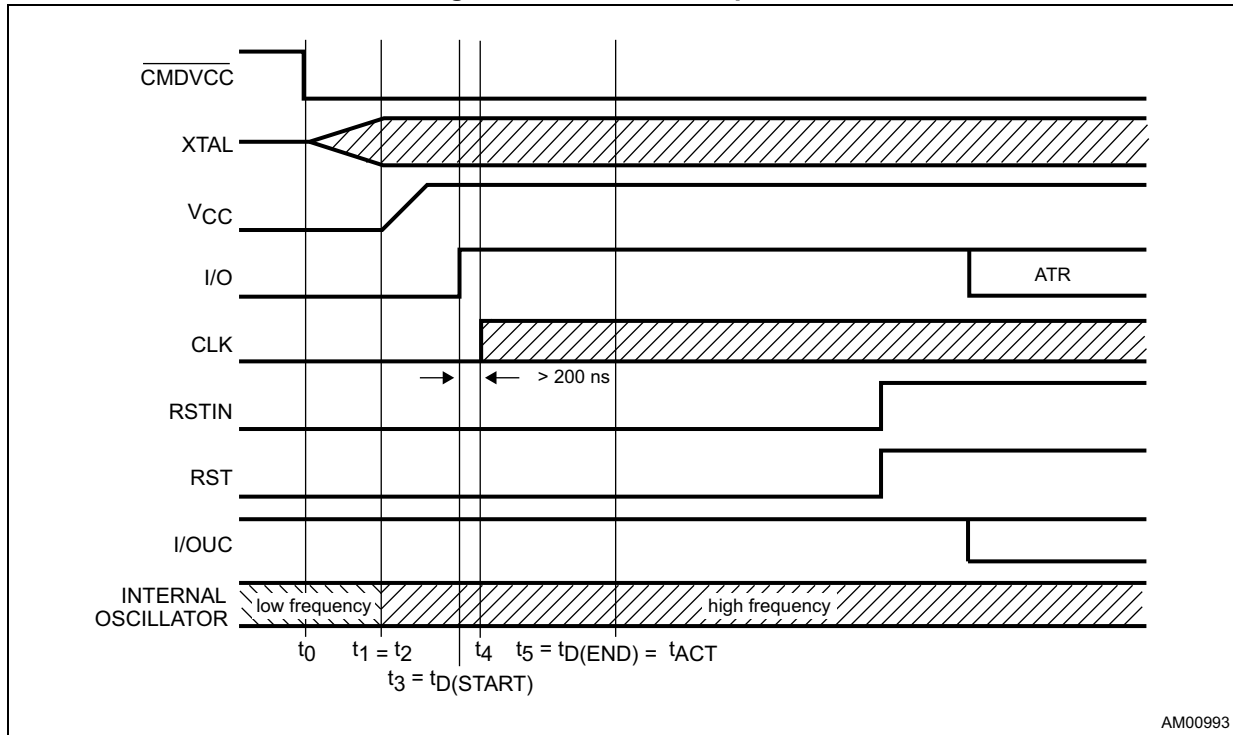 CMDVCC
XTAL
VCC
I/O
ATR
CLK
> 200 ns
RSTIN
RST
I/OUC
INTERNAL
OSCILLATOR
low frequency
high frequency
t0 t1 = t2 t4 t5 = tD(END) = tACT
t3 = tD(START)
AM00993